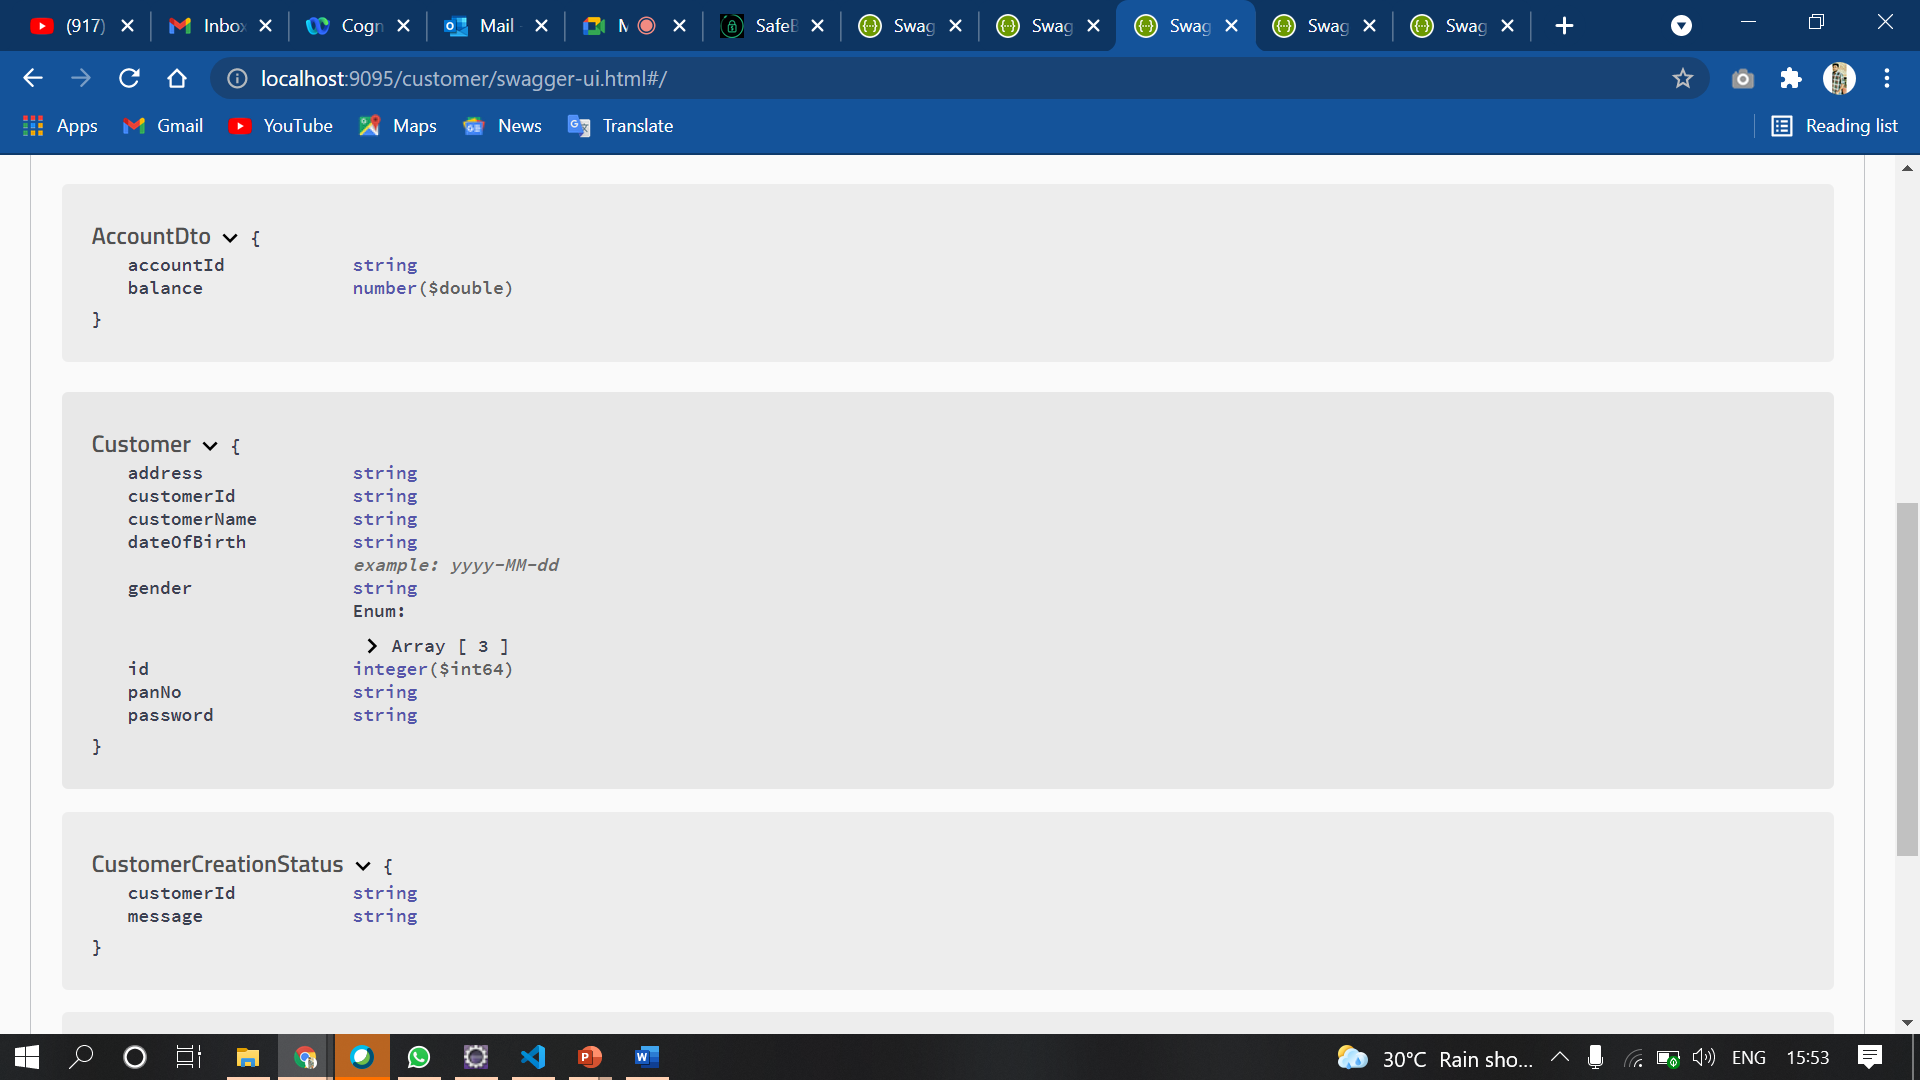 (917)
Inbox
Cogn
Mail
M
SafeB
Swag
Swag
Swag
Swag
Swag
localhost:9095/customer/swagger-ui.html#/
Apps
Gmail
YouTube
Maps
News
Translate
Reading list
AccountDto {
accountId string
balance number($double)
}
Customer {
address string
customerId string
customerName string
dateOfBirth string
example: yyyy-MM-dd
gender string
Enum:
Array [ 3 ]
id integer($int64)
panNo string
password string
}
CustomerCreationStatus {
customerId string
message string
}
30°C Rain sho...
ENG
15:53